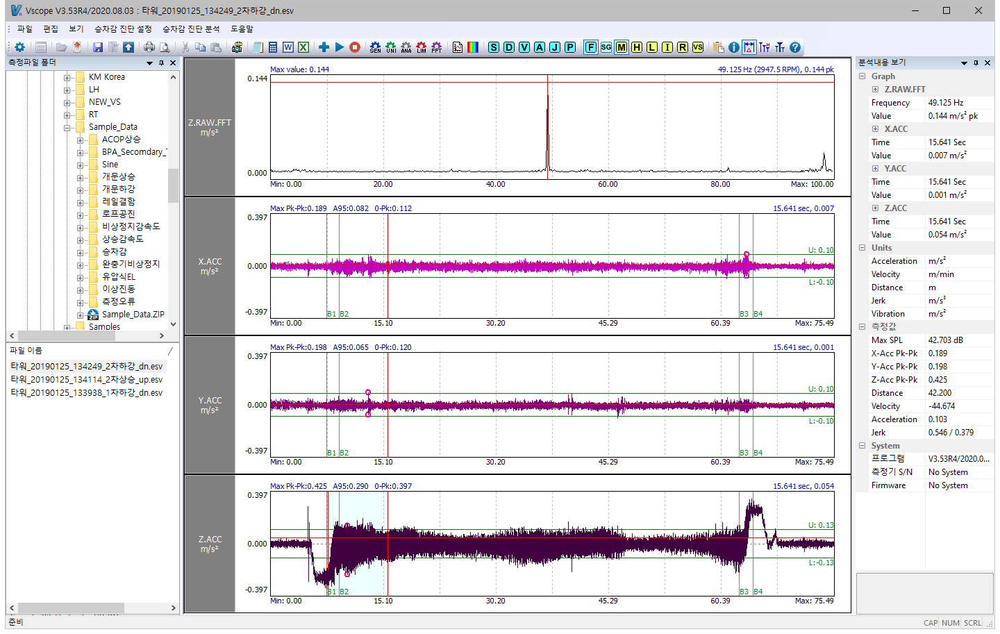 Vscope V3.53R4/2020.08.03 : 타워_20190125_134249_2차하강_dn.esv
파일 편집 보기 승차감 진단 설정 승차감 진단 분석 도움말
SEN UNI ANA LIM FFT S D V A J P F SG M H L I R VS
측정파일 폴더
KM Korea
LH
NEW_VS
RT
Sample_Data
ACOP상승
BPA_Secomdary_
Sine
개문상승
개문하강
레일결함
로프공진
비상정지감속도
상승감속도
승차감
완충기비상정지
유압식EL
이상진동
측정오류
Sample_Data.ZIP
Samples
파일 이름
타워_20190125_134249_2차하강_dn.esv
타워_20190125_134114_2차상승_up.esv
타워_20190125_133938_1차하강_dn.esv
Z.RAW.FFT
m/s²
Max value: 0.144 49.125 Hz (2947.5 RPM), 0.144 pk
0.144
0.000
Min: 0.00 20.00 40.00 60.00 80.00 Max: 100.00
X.ACC
m/s²
Max Pk-Pk:0.189 A95:0.082 0-Pk:0.112 15.641 sec, 0.007
0.397
U: 0.10
0.000
L:-0.10
-0.397
B1 B2 B3 B4
Min: 0.00 15.10 30.20 45.29 60.39 Max: 75.49
Y.ACC
m/s²
Max Pk-Pk:0.198 A95:0.065 0-Pk:0.120 15.641 sec, 0.001
0.397
U: 0.10
0.000
L:-0.10
-0.397
B1 B2 B3 B4
Min: 0.00 15.10 30.20 45.29 60.39 Max: 75.49
Z.ACC
m/s²
Max Pk-Pk:0.425 A95:0.290 0-Pk:0.397 15.641 sec, 0.054
0.397
U: 0.13
0.000
L:-0.13
-0.397
B1 B2 B3 B4
Min: 0.00 15.10 30.20 45.29 60.39 Max: 75.49
분석내용 보기
Graph
Z.RAW.FFT
Frequency 49.125 Hz
Value 0.144 m/s² pk
X.ACC
Time 15.641 Sec
Value 0.007 m/s²
Y.ACC
Time 15.641 Sec
Value 0.001 m/s²
Z.ACC
Time 15.641 Sec
Value 0.054 m/s²
Units
Acceleration m/s²
Velocity m/min
Distance m
Jerk m/s³
Vibration m/s²
측정값
Max SPL 42.703 dB
X-Acc Pk-Pk 0.189
Y-Acc Pk-Pk 0.198
Z-Acc Pk-Pk 0.425
Distance 42.200
Velocity -44.674
Acceleration 0.103
Jerk 0.546 / 0.379
System
프로그램 V3.53R4/2020.0...
측정기 S/N No System
Firmware No System
준비
CAP NUM SCRL